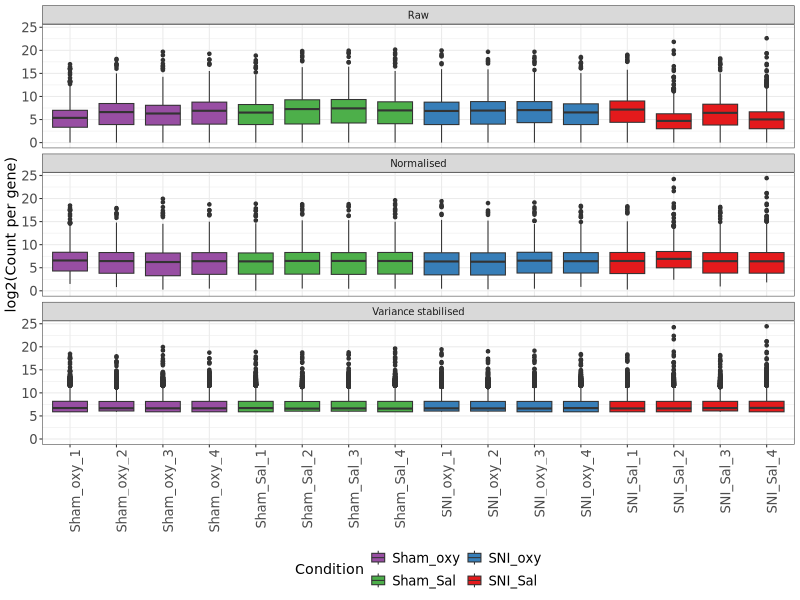 Raw
25
20
15
10
5
0
Normalised
25
20
15
10
5
0
Variance stabilised
25
20
15
10
5
0
log2(Count per gene)
Sham_oxy_1
Sham_oxy_2
Sham_oxy_3
Sham_oxy_4
Sham_Sal_1
Sham_Sal_2
Sham_Sal_3
Sham_Sal_4
SNI_oxy_1
SNI_oxy_2
SNI_oxy_3
SNI_oxy_4
SNI_Sal_1
SNI_Sal_2
SNI_Sal_3
SNI_Sal_4
Condition
Sham_oxy
SNI_oxy
Sham_Sal
SNI_Sal